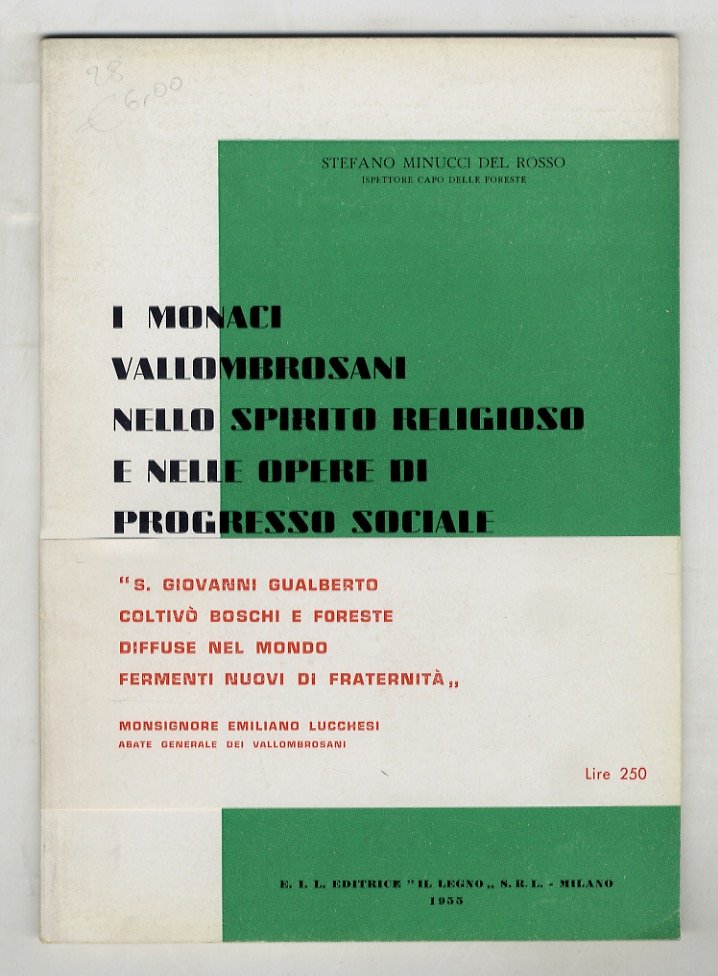 28
€ 6,00
STEFANO MINUCCI DEL ROSSO
ISPETTORE CAPO DELLE FORESTE
I MONACI
VALLOMBROSANI
NELLO SPIRITO RELIGIOSO
E NELLE OPERE DI
PROGRESSO SOCIALE
“S. GIOVANNI GUALBERTO
COLTIVÒ BOSCHI E FORESTE
DIFFUSE NEL MONDO
FERMENTI NUOVI DI FRATERNITÀ„
MONSIGNORE EMILIANO LUCCHESI
ABATE GENERALE DEI VALLOMBROSANI
Lire 250
E. I. L. EDITRICE "IL LEGNO„ S.R.L. - MILANO
1955